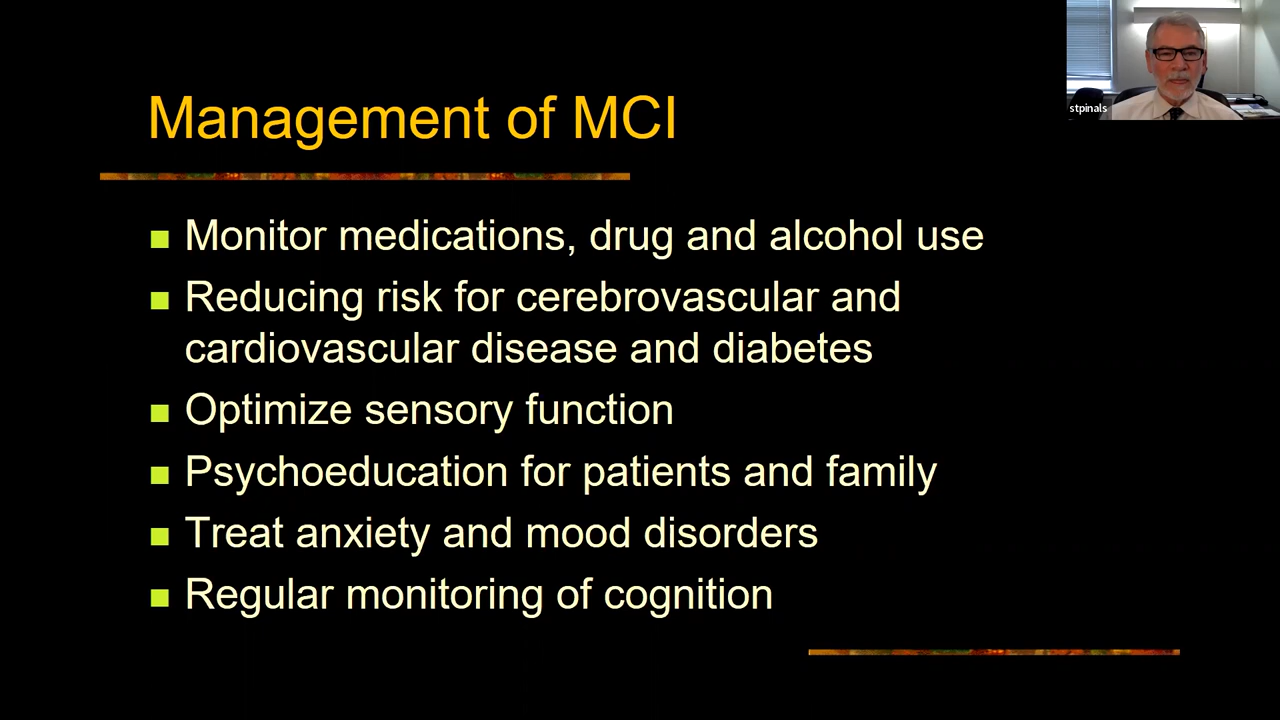 Management of MCI
stpinals
Monitor medications, drug and alcohol use
Reducing risk for cerebrovascular and
cardiovascular disease and diabetes
Optimize sensory function
Psychoeducation for patients and family
Treat anxiety and mood disorders
Regular monitoring of cognition